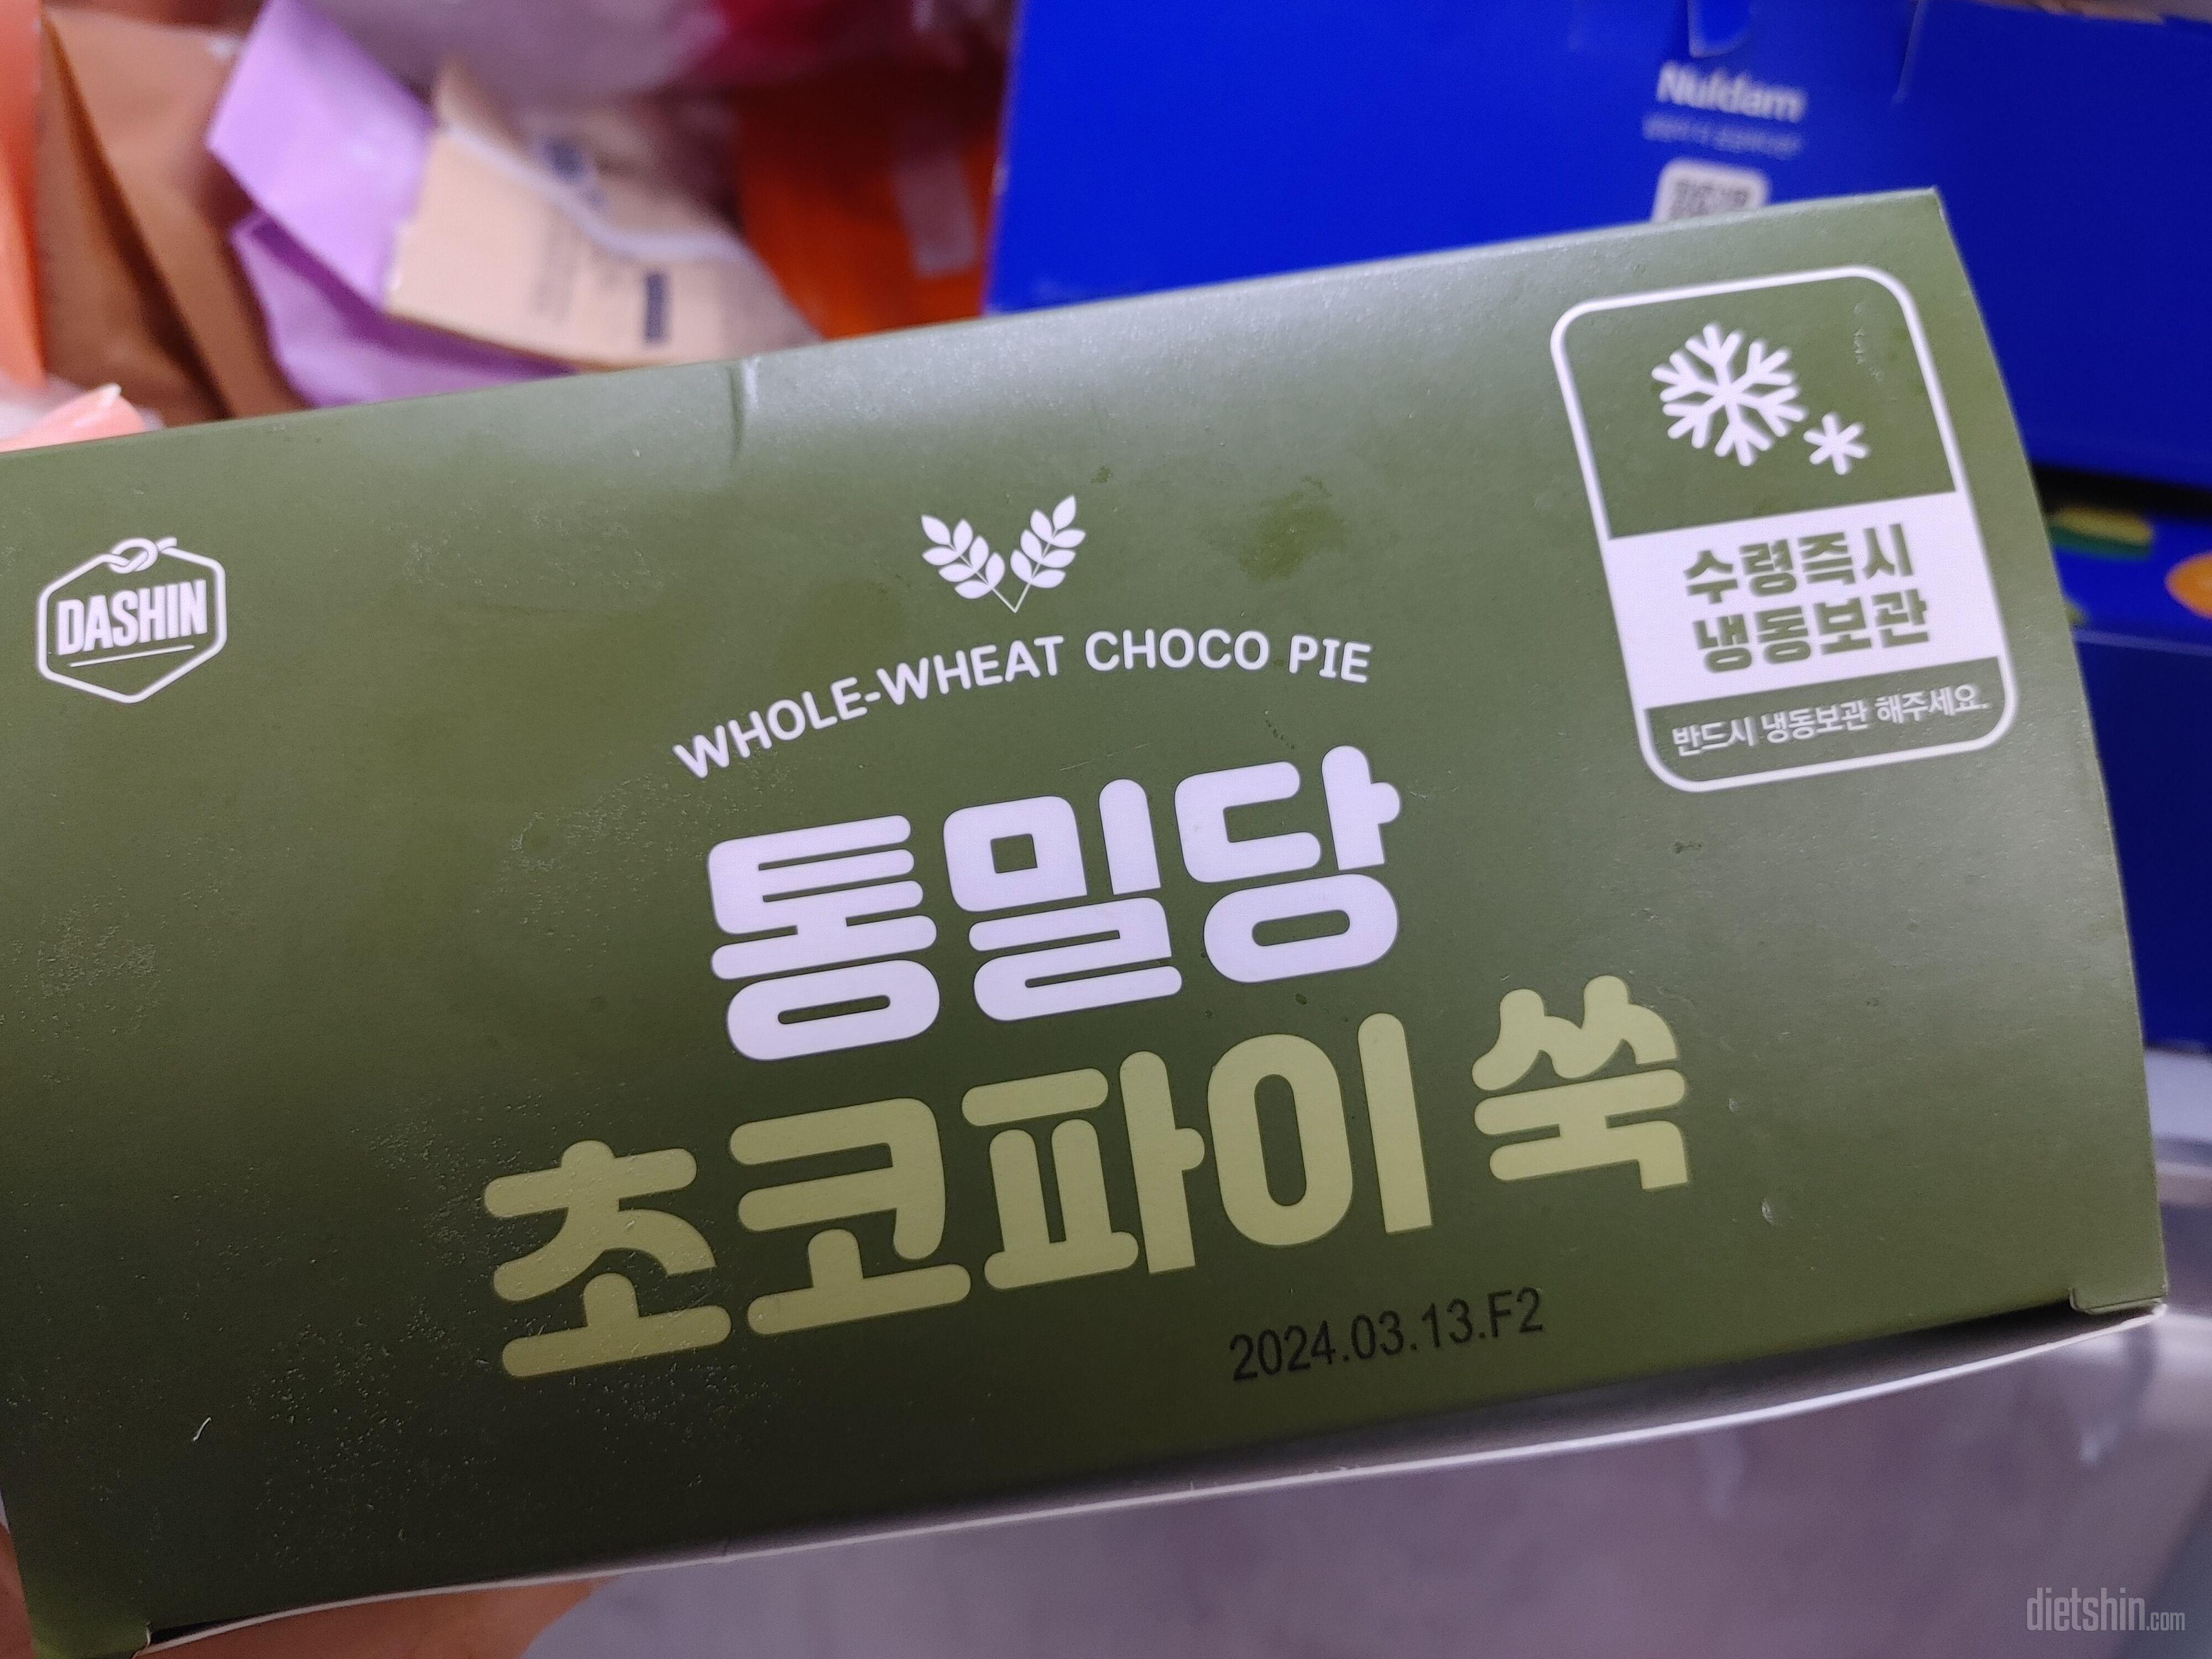 Nuldam
DASHIN
WHOLE-WHEAT CHOCO PIE
수령즉시
냉동보관
반드시 냉동보관 해주세요.
통밀당
초코파이 쑥
2024.03.13.F2
dietshin.com